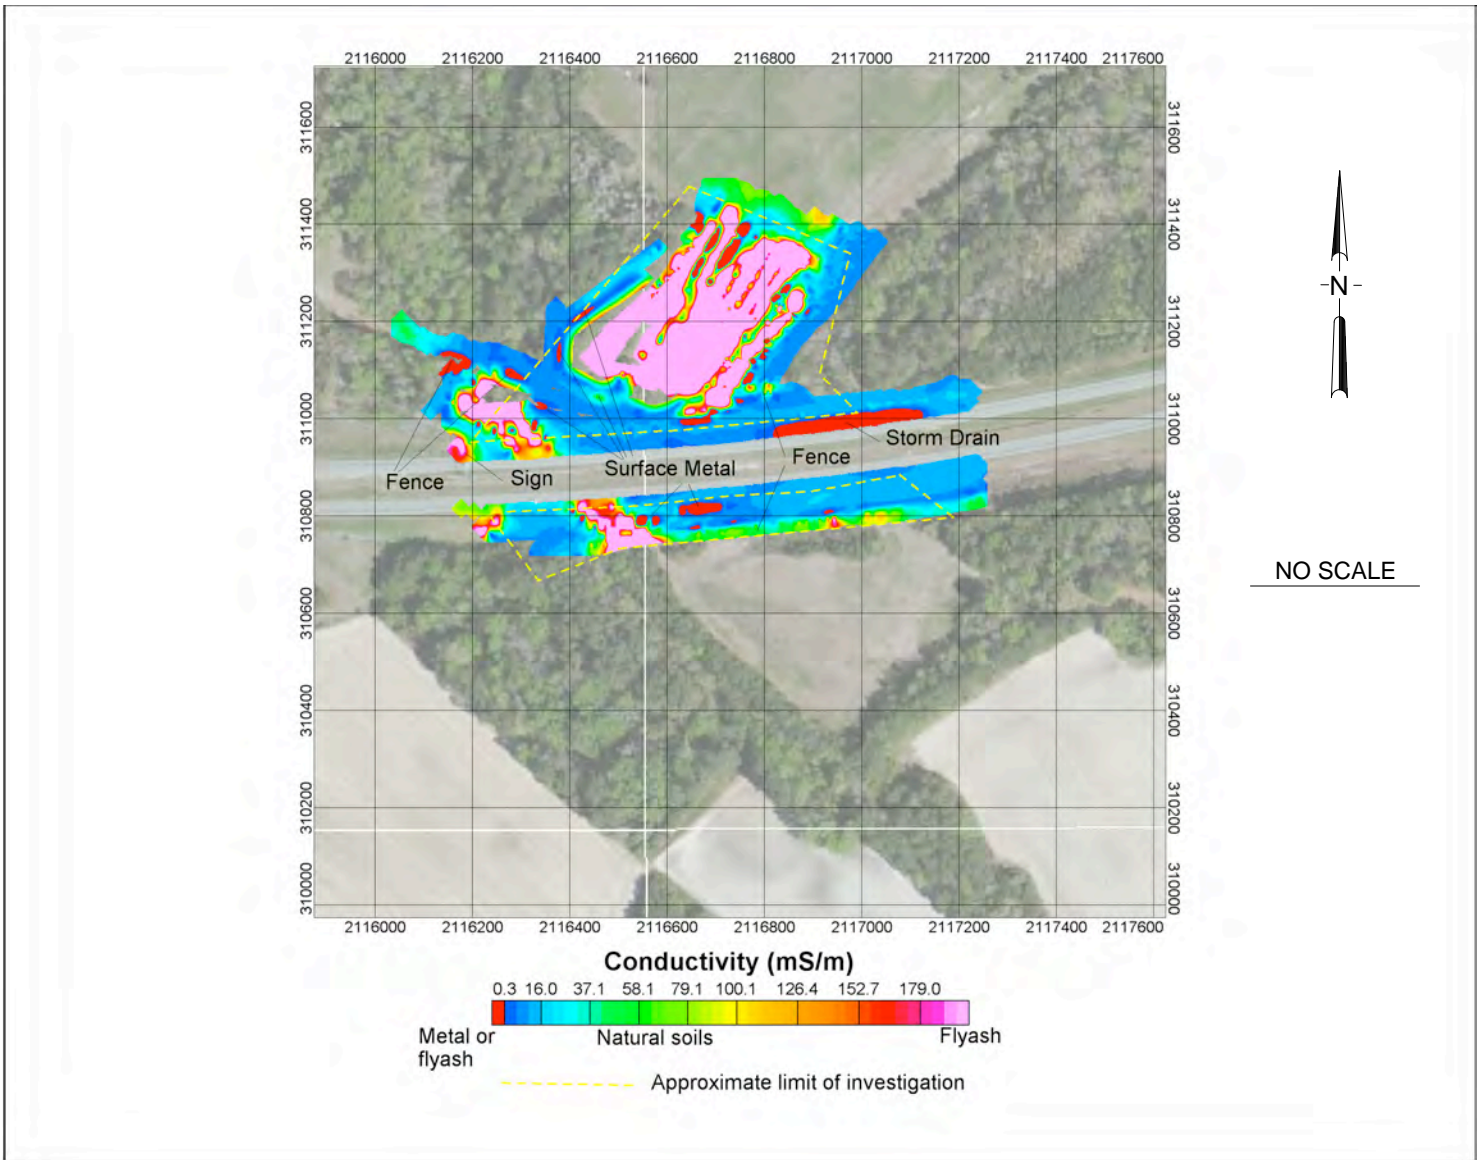 2116000 2116200 2116400 2116600 2116800 2117000 2117200 2117400 2117600
311600 311600
311400 311400
311200 311200
311000 311000
310800 310800
310600 310600
310400 310400
310200 310200
310000 310000
Storm Drain
Fence
Surface Metal
Sign
Fence
N
NO SCALE
2116000 2116200 2116400 2116600 2116800 2117000 2117200 2117400 2117600
Conductivity (mS/m)
0.3 16.0 37.1 58.1 79.1 100.1 126.4 152.7 179.0
Metal or Natural soils Flyash
flyash
Approximate limit of investigation